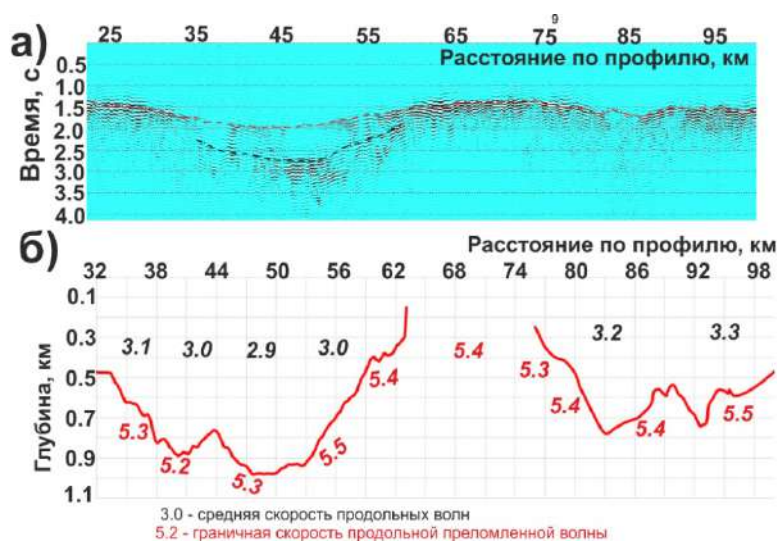 а)
25 35 45 55 65 75 9 85 95
Расстояние по профилю, км
Время, с
0.5
1.0
1.5
2.0
2.5
3.0
3.5
4.0
б)
Расстояние по профилю, км
32 38 44 50 56 62 68 74 80 86 92 98
Глубина, км
0.1
0.3
0.5
0.7
0.9
1.1
3.1 3.0 2.9 3.0 3.2 3.3
5.3 5.2 5.3 5.5 5.4 5.4 5.3 5.4 5.4 5.5
3.0 - средняя скорость продольных волн
5.2 - граничная скорость продольной преломленной волны